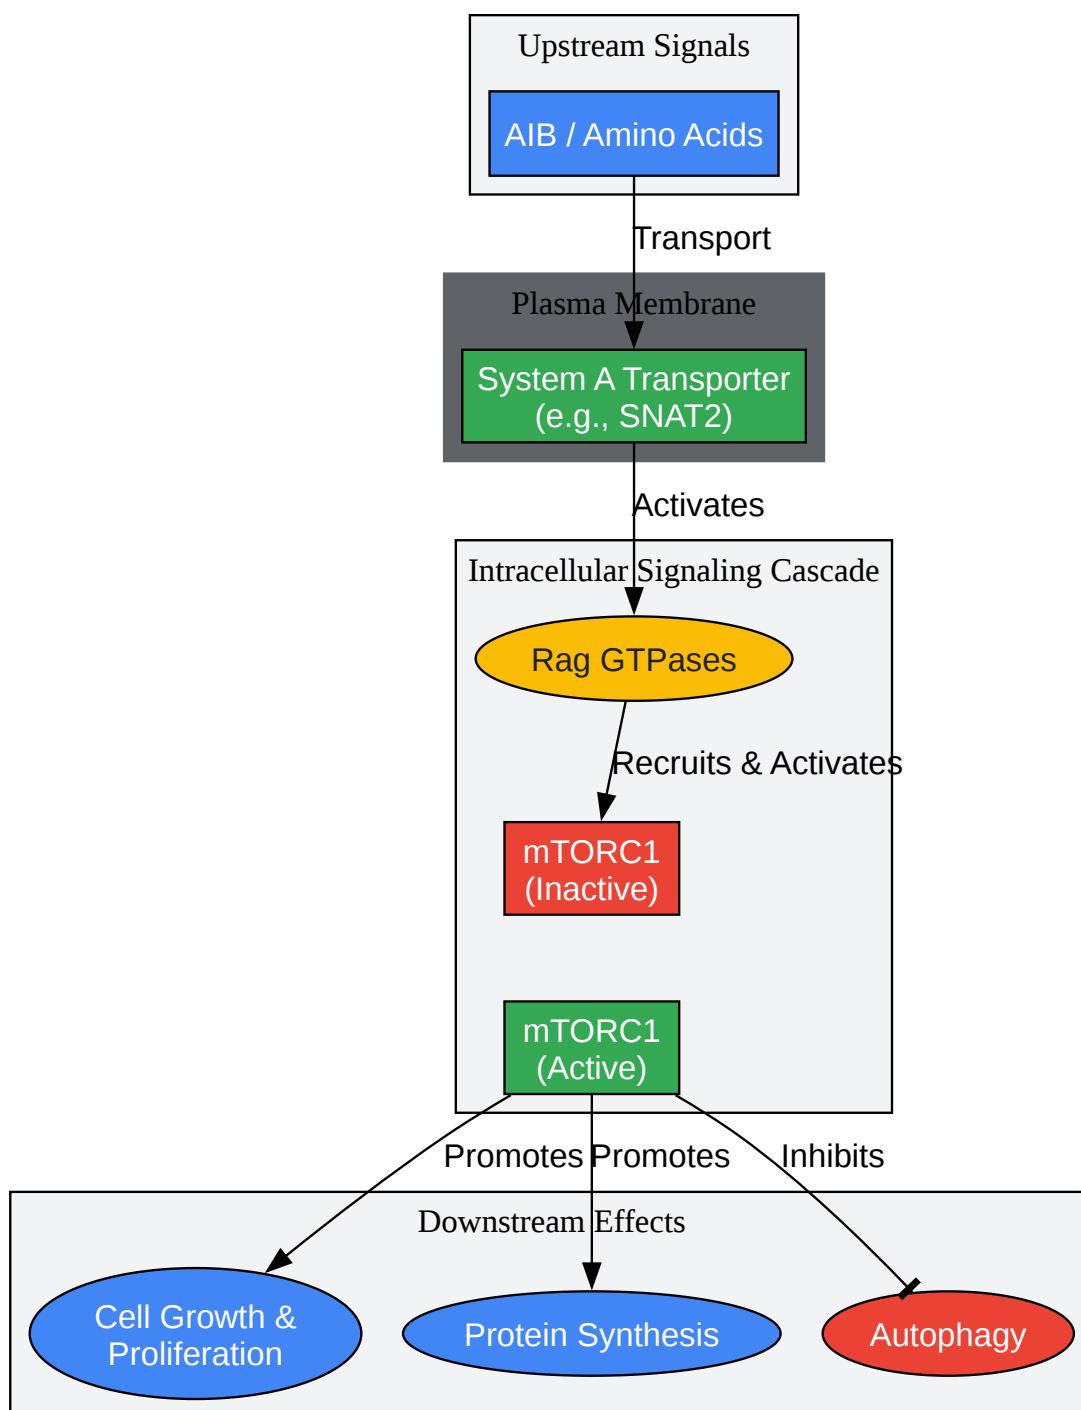 Upstream Signals
AIB / Amino Acids
Transport
Plasma Membrane
System A Transporter
(e.g., SNAT2)
Activates
Intracellular Signaling Cascade
Rag GTPases
Recruits & Activates
mTORC1
(Inactive)
mTORC1
(Active)
Promotes
Promotes
Inhibits
Downstream Effects
Cell Growth &
Proliferation
Protein Synthesis
Autophagy